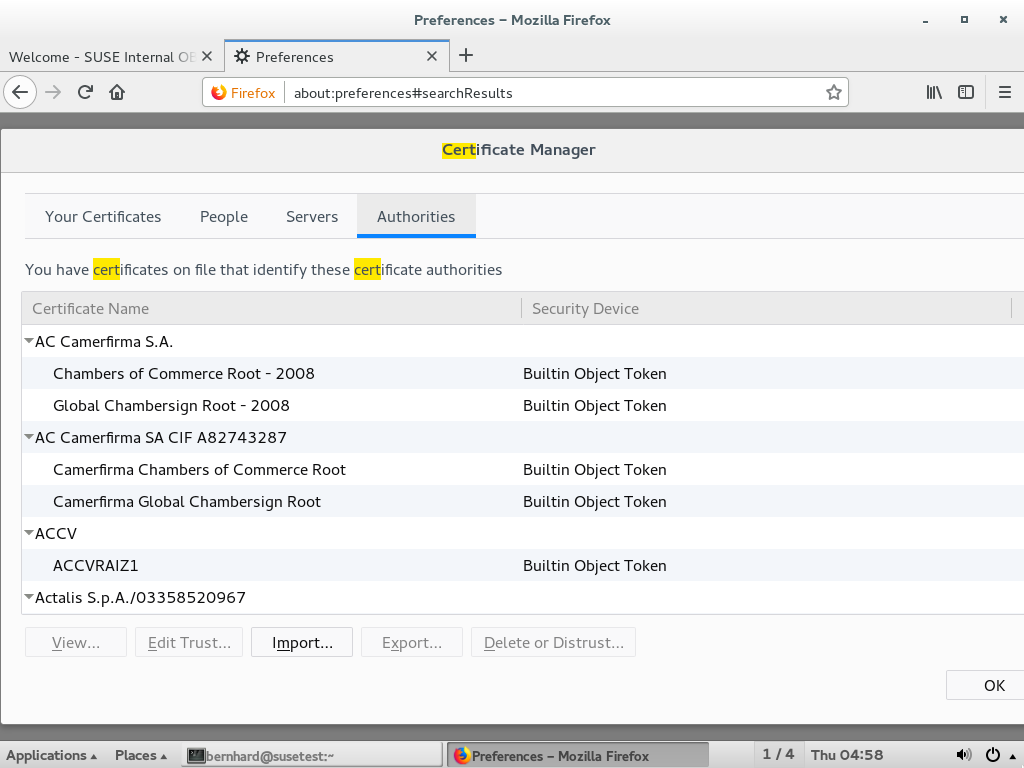 Preferences – Mozilla Firefox
Welcome - SUSE Internal OE
Preferences
Firefox
about:preferences#searchResults
Certificate Manager
Your Certificates People Servers Authorities
You have certificates on file that identify these certificate authorities
Certificate Name Security Device
AC Camerfirma S.A.
Chambers of Commerce Root - 2008 Builtin Object Token
Global Chambersign Root - 2008 Builtin Object Token
AC Camerfirma SA CIF A82743287
Camerfirma Chambers of Commerce Root Builtin Object Token
Camerfirma Global Chambersign Root Builtin Object Token
ACCV
ACCVRAIZ1 Builtin Object Token
Actalis S.p.A./03358520967
View... Edit Trust... Import... Export... Delete or Distrust...
OK
Applications Places bernhard@susetest:~ Preferences – Mozilla Firefox 1 / 4 Thu 04:58